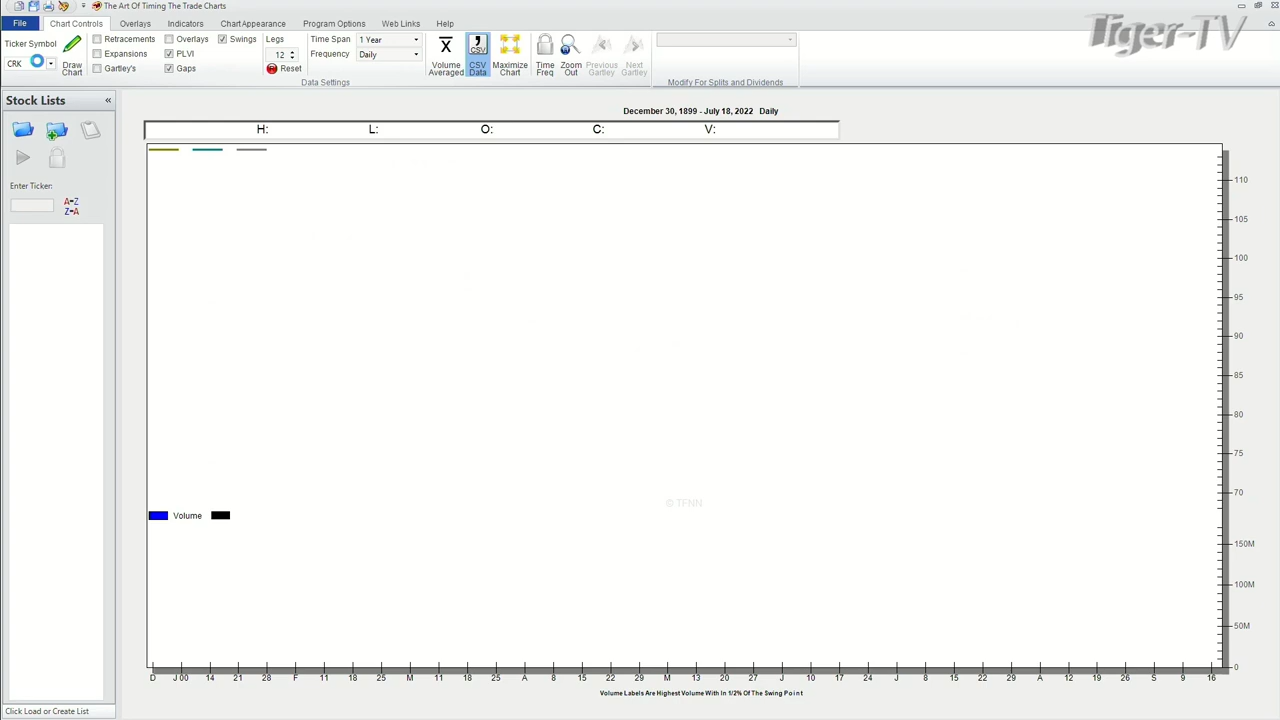 The Art Of Timing The Trade Charts
Tiger-TV
File Chart Controls Overlays Indicators Chart Appearance Program Options Web Links Help
Ticker Symbol
CRK
Draw Chart
Retracements
Expansions
Gartley's
Overlays
PLVI
Gaps
Swings
Legs
12
Reset
Time Span 1 Year
Frequency Daily
Data Settings
Volume Averaged
CSV Data
Maximize Chart
Time Freq
Zoom Out
Previous Gartley
Next Gartley
Modify For Splits and Dividends
Stock Lists «
Enter Ticker:
A-Z
Z-A
Click Load or Create List
December 30, 1899 - July 18, 2022 Daily
H: L: O: C: V:
110
105
100
95
90
85
80
75
70
© TFNN
Volume
150M
100M
50M
0
D J 00 14 21 28 F 11 18 25 M 11 18 25 A 8 15 22 29 6 M 13 20 27 J 10 17 24 J 8 15 22 29 A 12 19 26 S 9 16
Volume Labels Are Highest Volume With In 1/2% Of The Swing Point